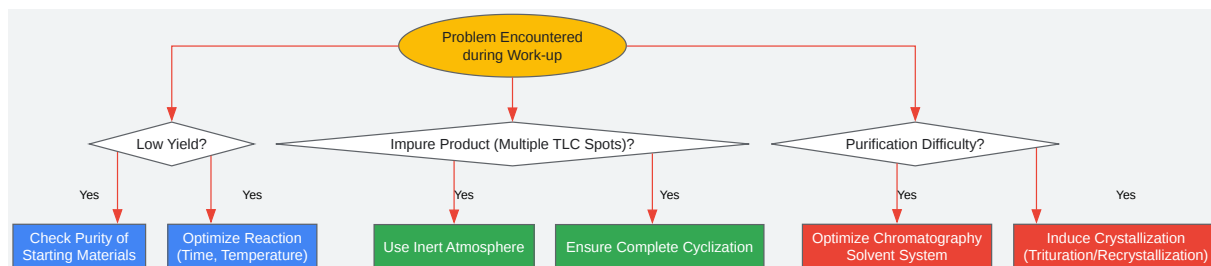 Problem Encountered
during Work-up
Low Yield?
Impure Product (Multiple TLC Spots)?
Purification Difficulty?
Yes
Yes
Yes
Yes
Yes
Yes
Check Purity of
Starting Materials
Optimize Reaction
(Time, Temperature)
Use Inert Atmosphere
Ensure Complete Cyclization
Optimize Chromatography
Solvent System
Induce Crystallization
(Trituration/Recrystallization)